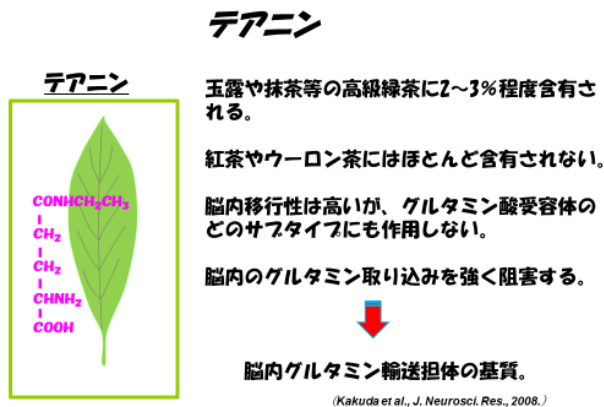 テアニン
テアニン
CONHCH₂CH₃
CH₂
CH₂
CHNH₂
COOH
玉露や抹茶等の高級緑茶に2～3%程度含有さ
れる。
紅茶やウーロン茶にはほとんど含有されない。
脳内移行性は高いが、グルタミン酸受容体の
どのサブタイプにも作用しない。
脳内のグルタミン取り込みを強く阻害する。
脳内グルタミン輸送担体の基質。
(Kakuda et al., J. Neurosci. Res., 2008.)